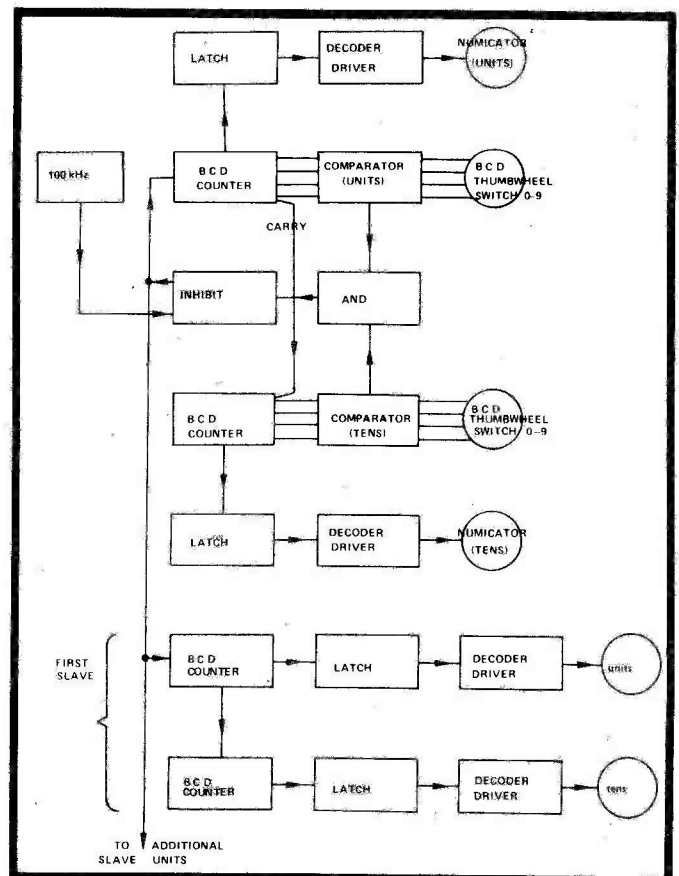 LATCH
DECODER
DRIVER
NUMICATOR
(UNITS)
100 kHz
B C D
COUNTER
COMPARATOR
(UNITS)
B C D
THUMBWHEEL
SWITCH 0-9
CARRY
INHIBIT
AND
B C D
COUNTER
COMPARATOR
(TENS)
B C D
THUMBWHEEL
SWITCH 0-9
LATCH
DECODER
DRIVER
NUMICATOR
(TENS)
FIRST
SLAVE
B C D
COUNTER
LATCH
DECODER
DRIVER
units
B C D
COUNTER
LATCH
DECODER
DRIVER
tens
TO ADDITIONAL
SLAVE UNITS